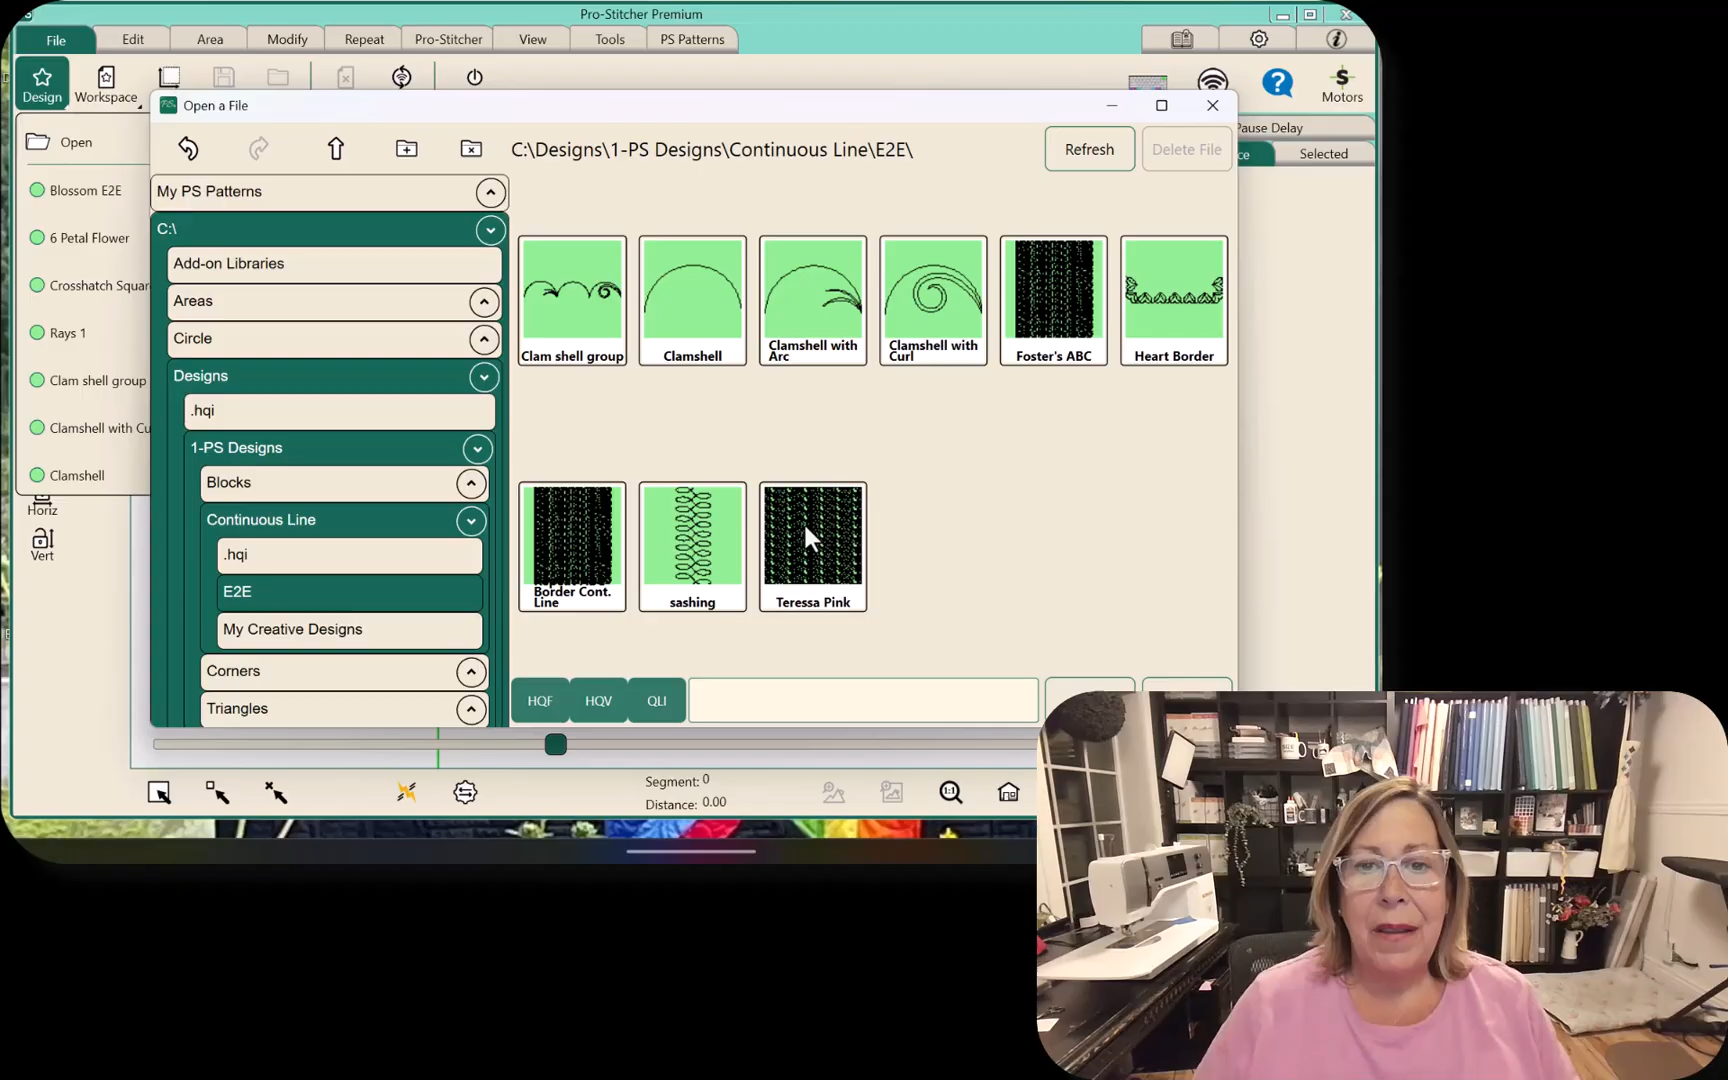 Pro-Stitcher Premium
File
Edit
Area
Modify
Repeat
Pro-Stitcher
View
Tools
PS Patterns
Design
Workspace
Motors
Open a File
Open
C:\Designs\1-PS Designs\Continuous Line\E2E\
Refresh
Delete File
Pause Delay
Selected
Blossom E2E
6 Petal Flower
Crosshatch Squar
Rays 1
Clam shell group
Clamshell with Cu
Clamshell
Horiz
Vert
My PS Patterns
C:\
Add-on Libraries
Areas
Circle
Designs
.hqi
1-PS Designs
Blocks
Continuous Line
.hqi
E2E
My Creative Designs
Corners
Triangles
Clam shell group
Clamshell
Clamshell with
Arc
Clamshell with
Curl
Foster's ABC
Heart Border
Border Cont.
Line
sashing
Teressa Pink
HQF
HQV
QLI
Segment: 0
Distance: 0.00
1:1